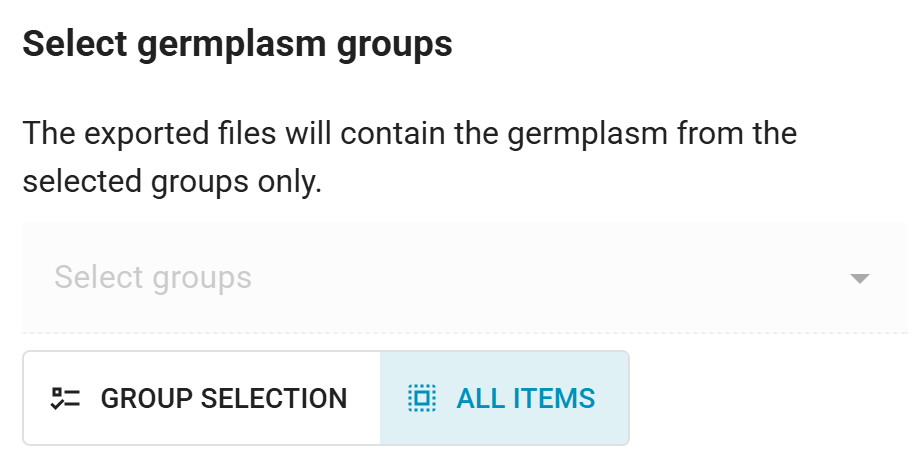 Select germplasm groups
The exported files will contain the germplasm from the
selected groups only.
Select groups
GROUP SELECTION
ALL ITEMS